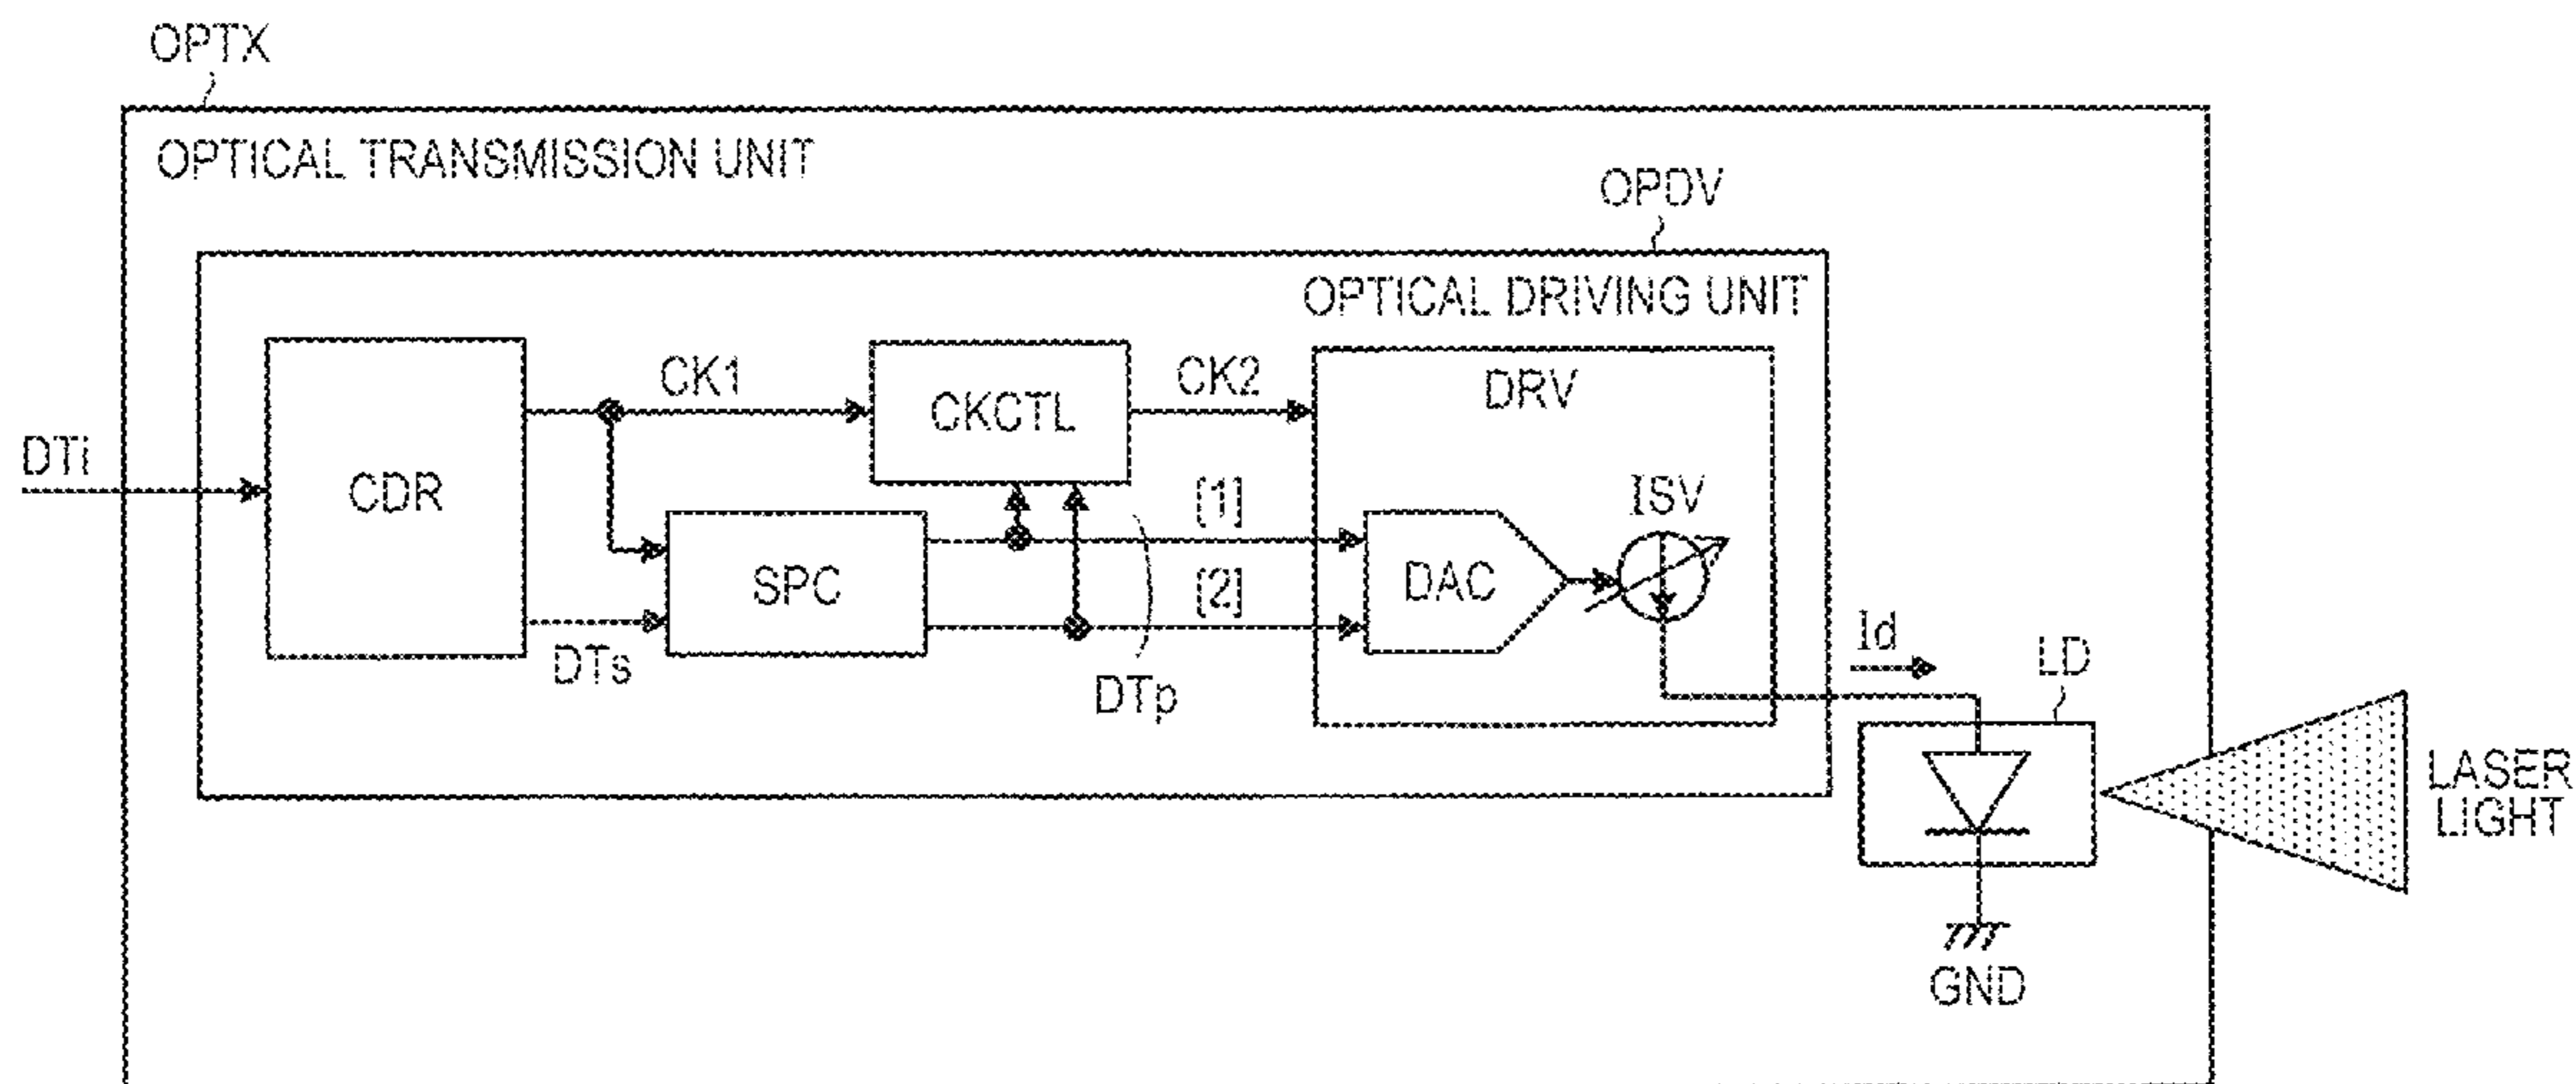 OPTX
OPTICAL TRANSMISSION UNIT
OPDV
OPTICAL DRIVING UNIT
CK1
CKCTL
CK2
DRV
DTi
CDR
[1]
ISV
SPC
[2]
DAC
DTs
DTp
Id
LD
LASER
LIGHT
GND